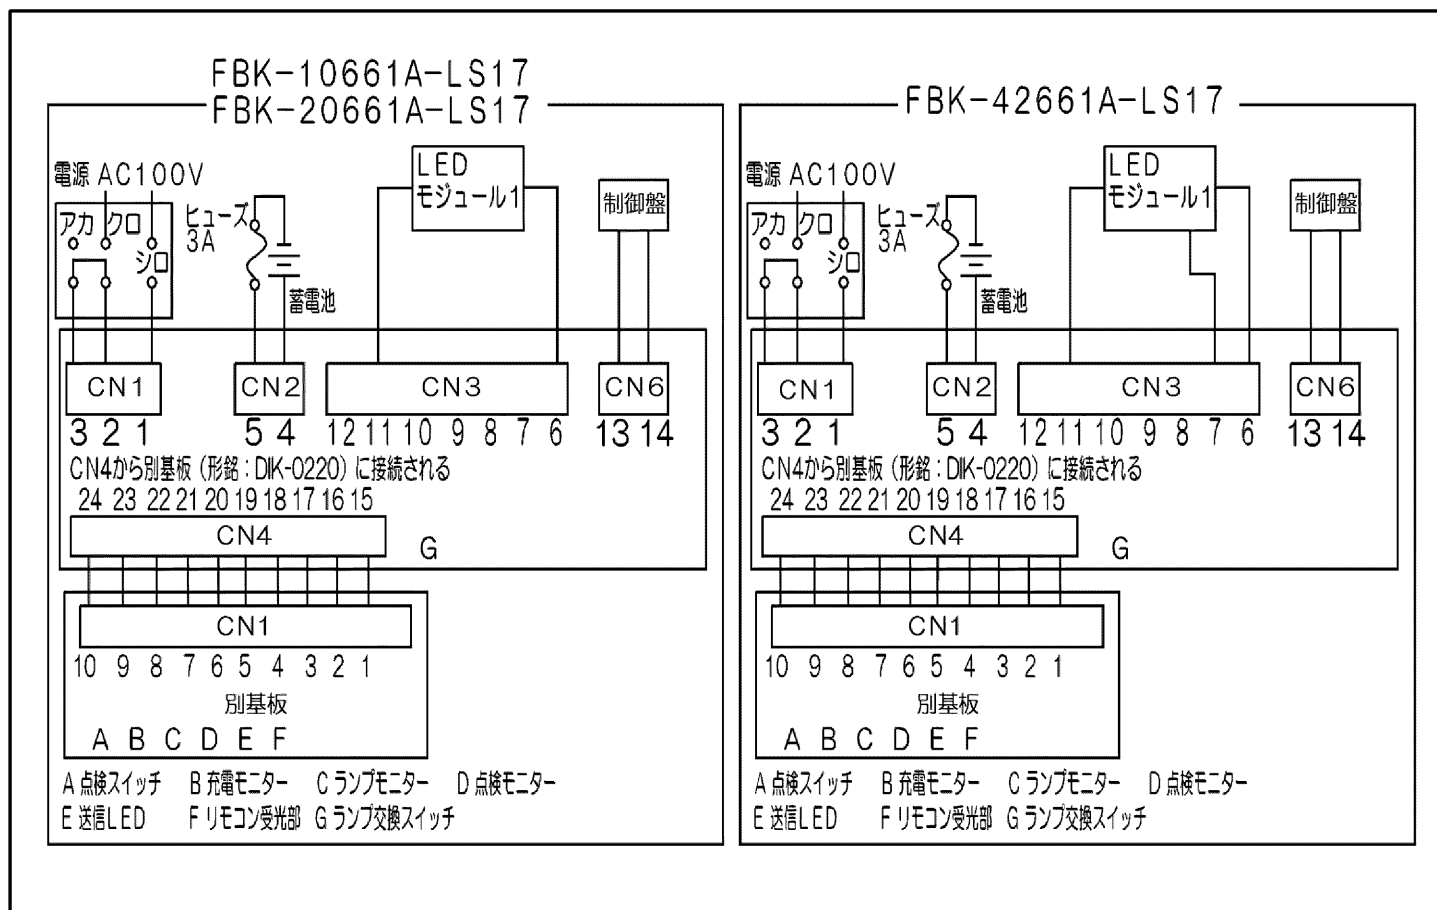 FBK-10661A-LS17
FBK-20661A-LS17
電源 AC100V
アカ クロ
シロ
ヒューズ
3A
蓄電池
LED
モジュール1
制御盤
CN1 CN2 CN3 CN6
3 2 1 5 4 12 11 10 9 8 7 6 13 14
CN4から別基板(形銘:DIK-0220)に接続される
24 23 22 21 20 19 18 17 16 15
CN4
G
CN1
10 9 8 7 6 5 4 3 2 1
別基板
A B C D E F
A 点検スイッチ B 充電モニター C ランプモニター D 点検モニター
E 送信LED F リモコン受光部 G ランプ交換スイッチ
FBK-42661A-LS17
電源 AC100V
アカ クロ
シロ
ヒューズ
3A
蓄電池
LED
モジュール1
制御盤
CN1 CN2 CN3 CN6
3 2 1 5 4 12 11 10 9 8 7 6 13 14
CN4から別基板(形銘:DIK-0220)に接続される
24 23 22 21 20 19 18 17 16 15
CN4
G
CN1
10 9 8 7 6 5 4 3 2 1
別基板
A B C D E F
A 点検スイッチ B 充電モニター C ランプモニター D 点検モニター
E 送信LED F リモコン受光部 G ランプ交換スイッチ